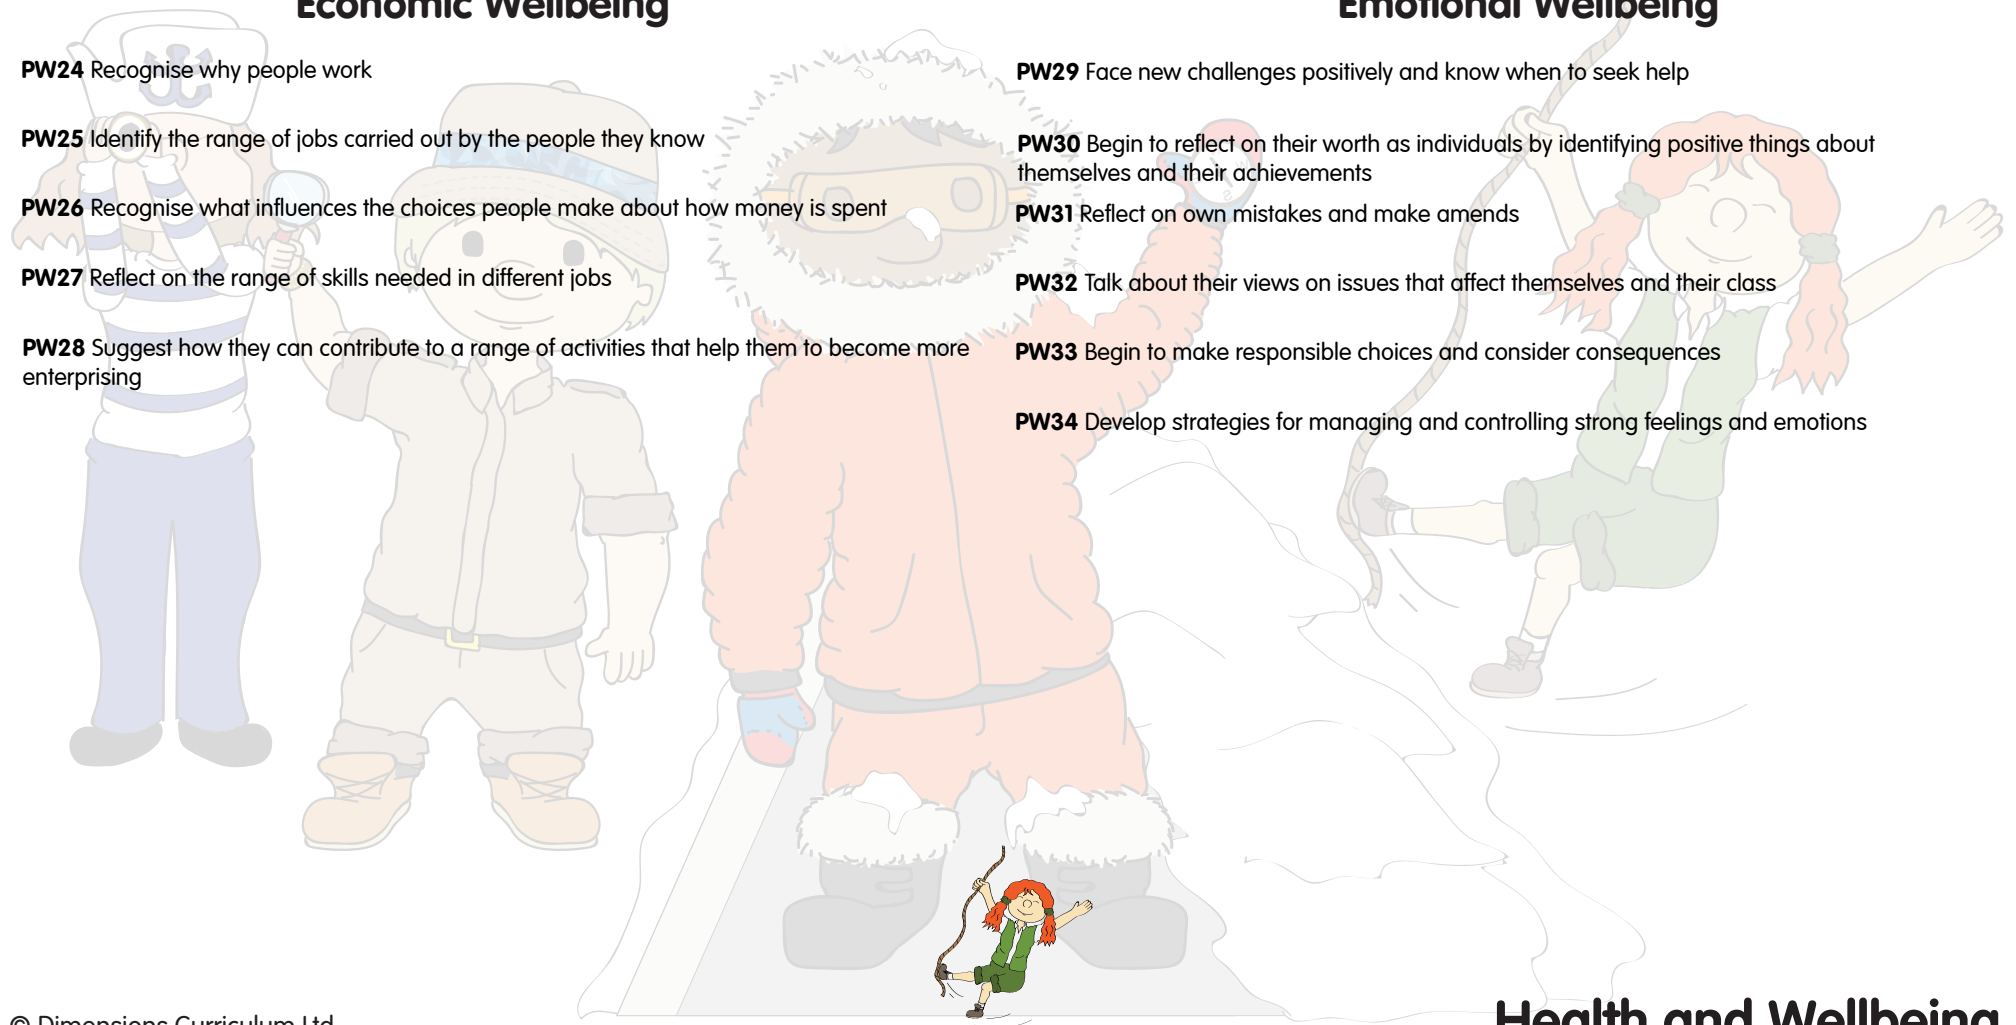 Economic Wellbeing
PW24 Recognise why people work
PW25 Identify the range of jobs carried out by the people they know
PW26 Recognise what influences the choices people make about how money is spent
PW27 Reflect on the range of skills needed in different jobs
PW28 Suggest how they can contribute to a range of activities that help them to become more
enterprising
Emotional Wellbeing
PW29 Face new challenges positively and know when to seek help
PW30 Begin to reflect on their worth as individuals by identifying positive things about
themselves and their achievements
PW31 Reflect on own mistakes and make amends
PW32 Talk about their views on issues that affect themselves and their class
PW33 Begin to make responsible choices and consider consequences
PW34 Develop strategies for managing and controlling strong feelings and emotions
© Dimensions Curriculum Ltd
Health and Wellbeing